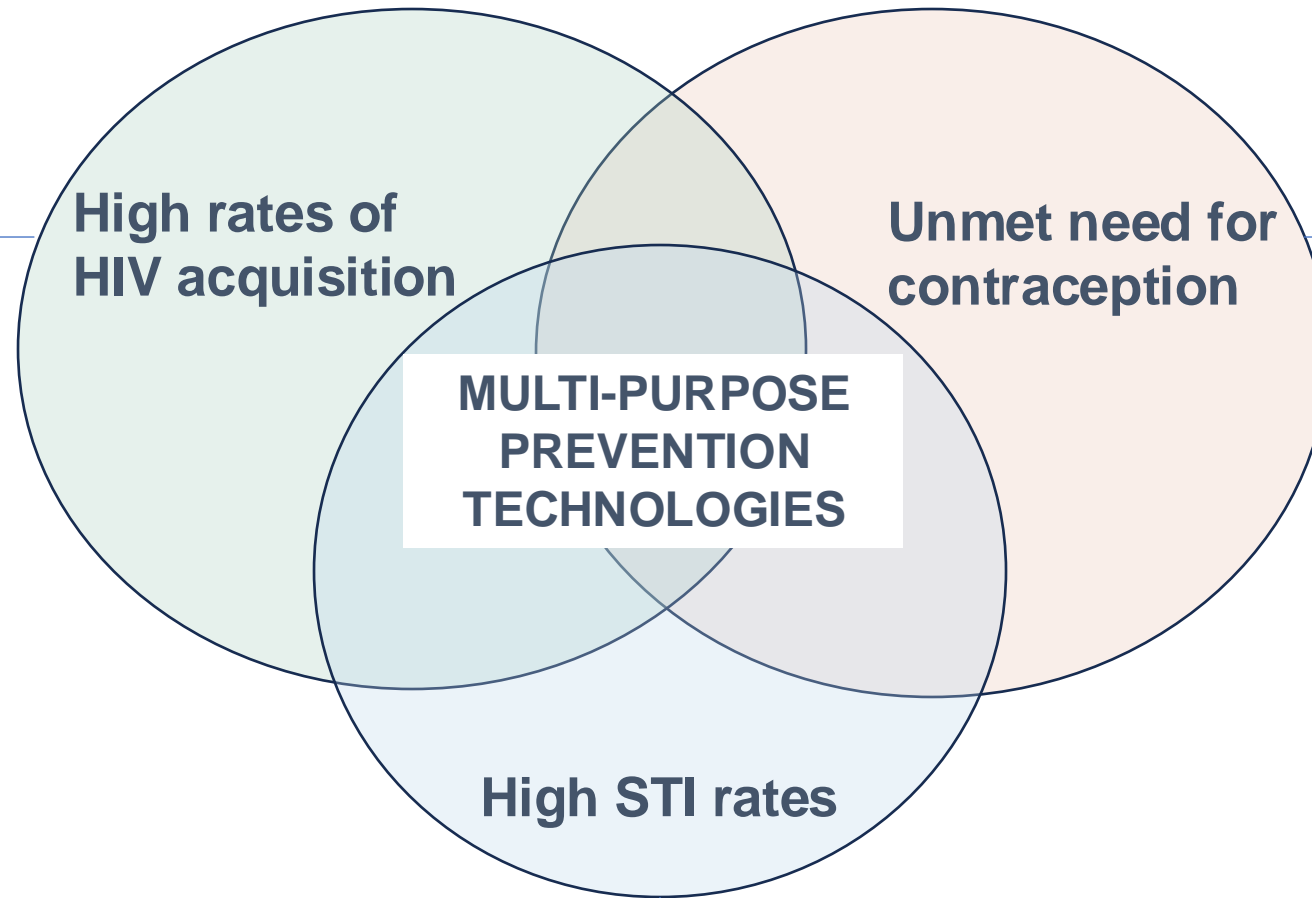 High rates of
HIV acquisition
Unmet need for
contraception
MULTI-PURPOSE
PREVENTION
TECHNOLOGIES
High STI rates